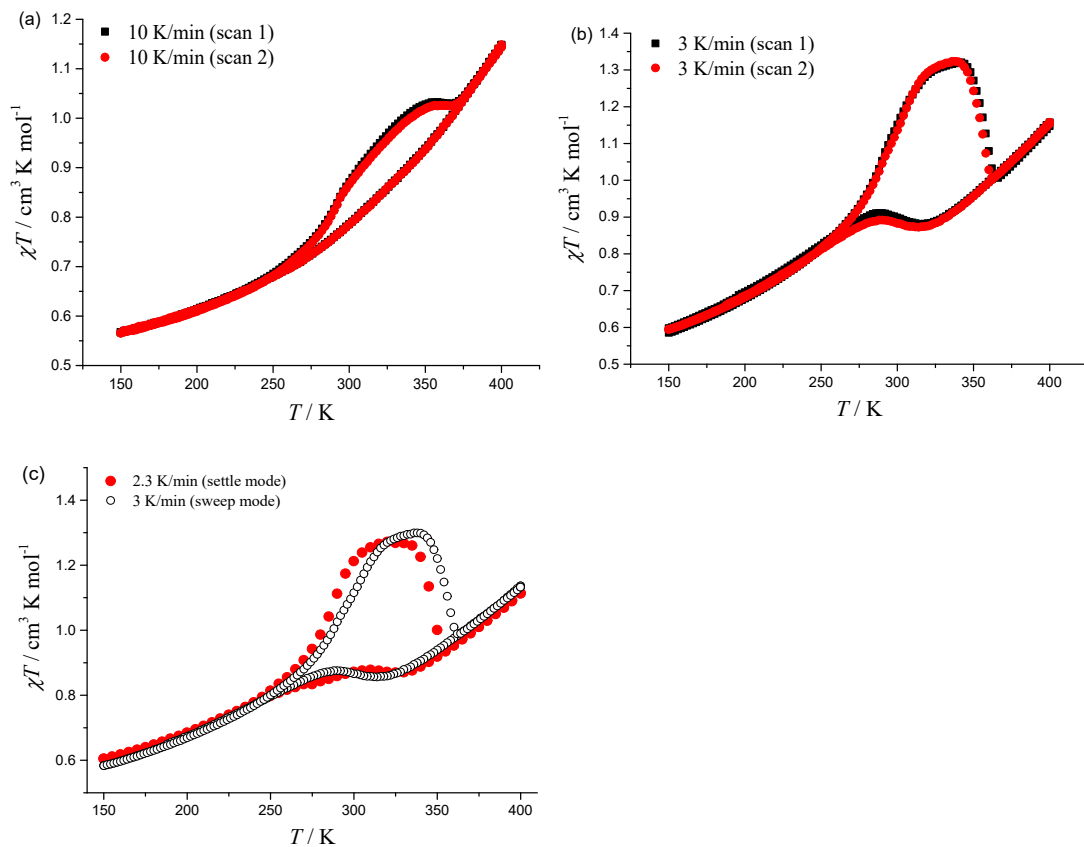 (a)
10 K/min (scan 1)
10 K/min (scan 2)
1.2
1.1
1.0
0.9
0.8
0.7
0.6
0.5
χT / cm³ K mol⁻¹
150 200 250 300 350 400
T / K
(b)
3 K/min (scan 1)
3 K/min (scan 2)
1.4
1.3
1.2
1.1
1.0
0.9
0.8
0.7
0.6
0.5
χT / cm³ K mol⁻¹
150 200 250 300 350 400
T / K
(c)
2.3 K/min (settle mode)
3 K/min (sweep mode)
1.4
1.2
1.0
0.8
0.6
χT / cm³ K mol⁻¹
150 200 250 300 350 400
T / K